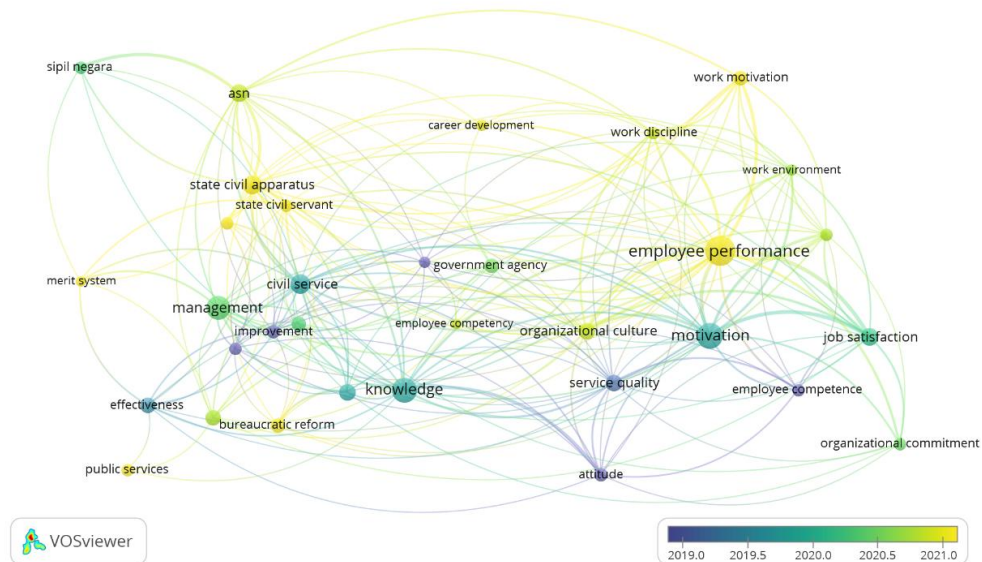 sipil negara
work motivation
asn
career development
work discipline
work environment
state civil apparatus
state civil servant
employee performance
government agency
merit system
civil service
management
employee competency
improvement
organizational culture
motivation
job satisfaction
service quality
knowledge
employee competence
effectiveness
bureaucratic reform
organizational commitment
public services
attitude
VOSviewer
2019.0 2019.5 2020.0 2020.5 2021.0